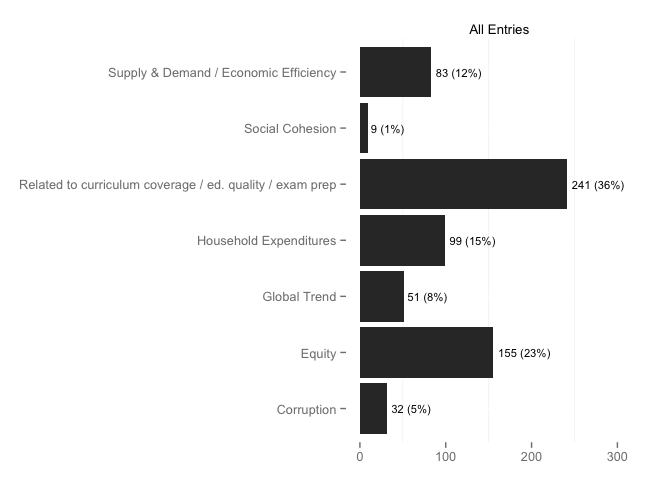 All Entries
Supply & Demand / Economic Efficiency 83 (12%)
Social Cohesion 9 (1%)
Related to curriculum coverage / ed. quality / exam prep 241 (36%)
Household Expenditures 99 (15%)
Global Trend 51 (8%)
Equity 155 (23%)
Corruption 32 (5%)
0 100 200 300